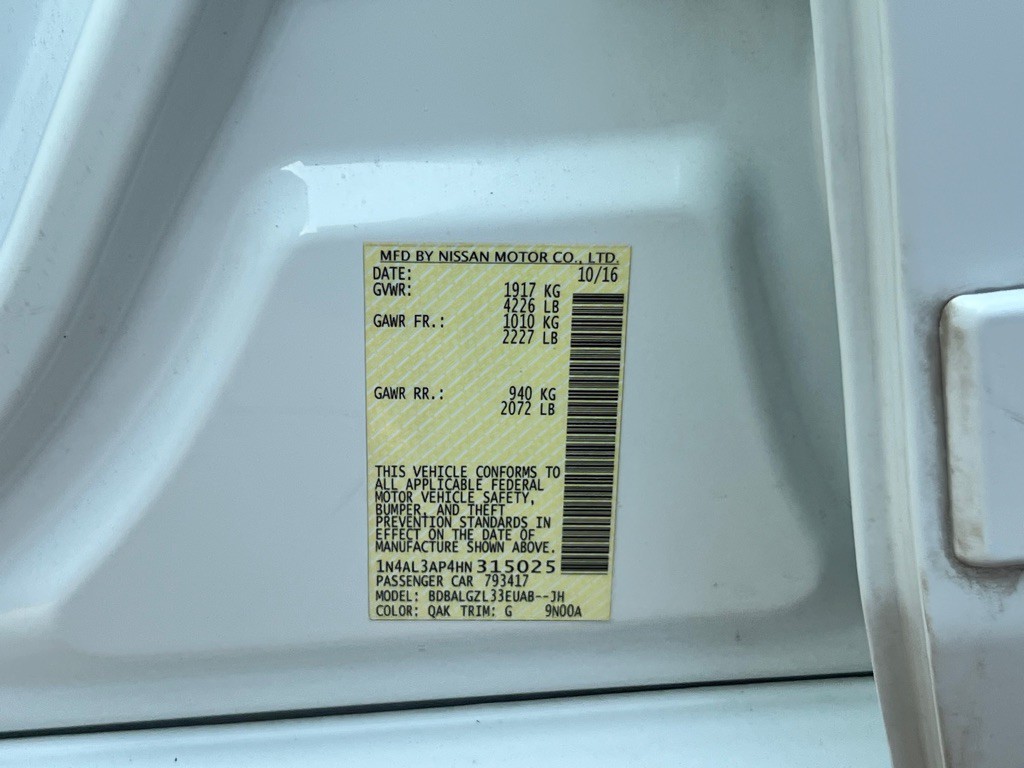 MFD BY NISSAN MOTOR CO., LTD.
DATE: 10/16
GVWR: 1917 KG
4226 LB
GAWR FR.: 1010 KG
2227 LB
GAWR RR.: 940 KG
2072 LB
THIS VEHICLE CONFORMS TO
ALL APPLICABLE FEDERAL
MOTOR VEHICLE SAFETY,
BUMPER, AND THEFT
PREVENTION STANDARDS IN
EFFECT ON THE DATE OF
MANUFACTURE SHOWN ABOVE.
1N4AL3AP4HN315025
PASSENGER CAR 793417
MODEL: BDBALGZL33EUAB--JH
COLOR: QAK TRIM: G 9N00A